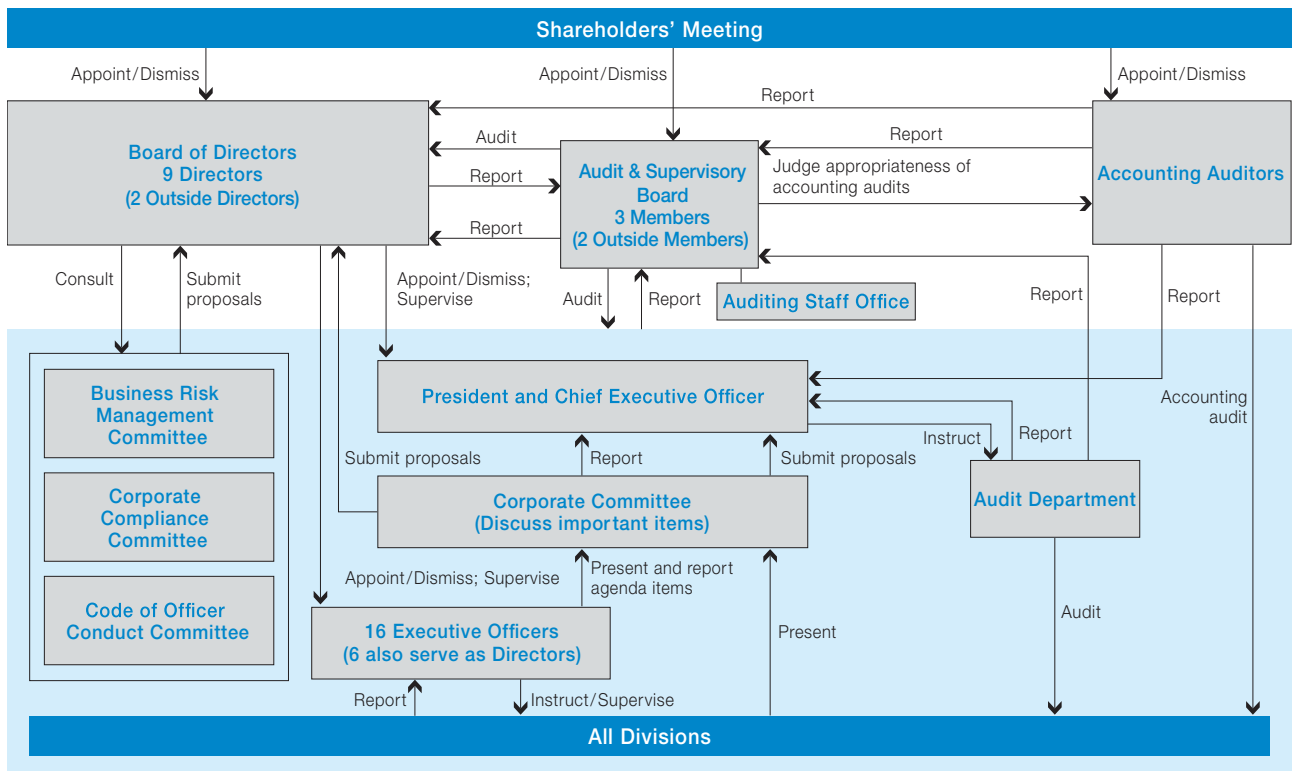 Shareholders’ Meeting
Appoint/Dismiss
Appoint/Dismiss
Appoint/Dismiss
Report
Board of Directors
9 Directors
(2 Outside Directors)
Audit
Report
Report
Audit & Supervisory
Board
3 Members
(2 Outside Members)
Report
Judge appropriateness of
accounting audits
Accounting Auditors
Consult
Submit
proposals
Appoint/Dismiss;
Supervise
Audit
Report
Auditing Staff Office
Report
Report
Business Risk
Management
Committee
Corporate
Compliance
Committee
Code of Officer
Conduct Committee
President and Chief Executive Officer
Accounting
audit
Instruct
Report
Submit proposals
Report
Submit proposals
Corporate Committee
(Discuss important items)
Audit Department
Appoint/Dismiss; Supervise
Present and report
agenda items
16 Executive Officers
(6 also serve as Directors)
Present
Audit
Report
Instruct/Supervise
All Divisions